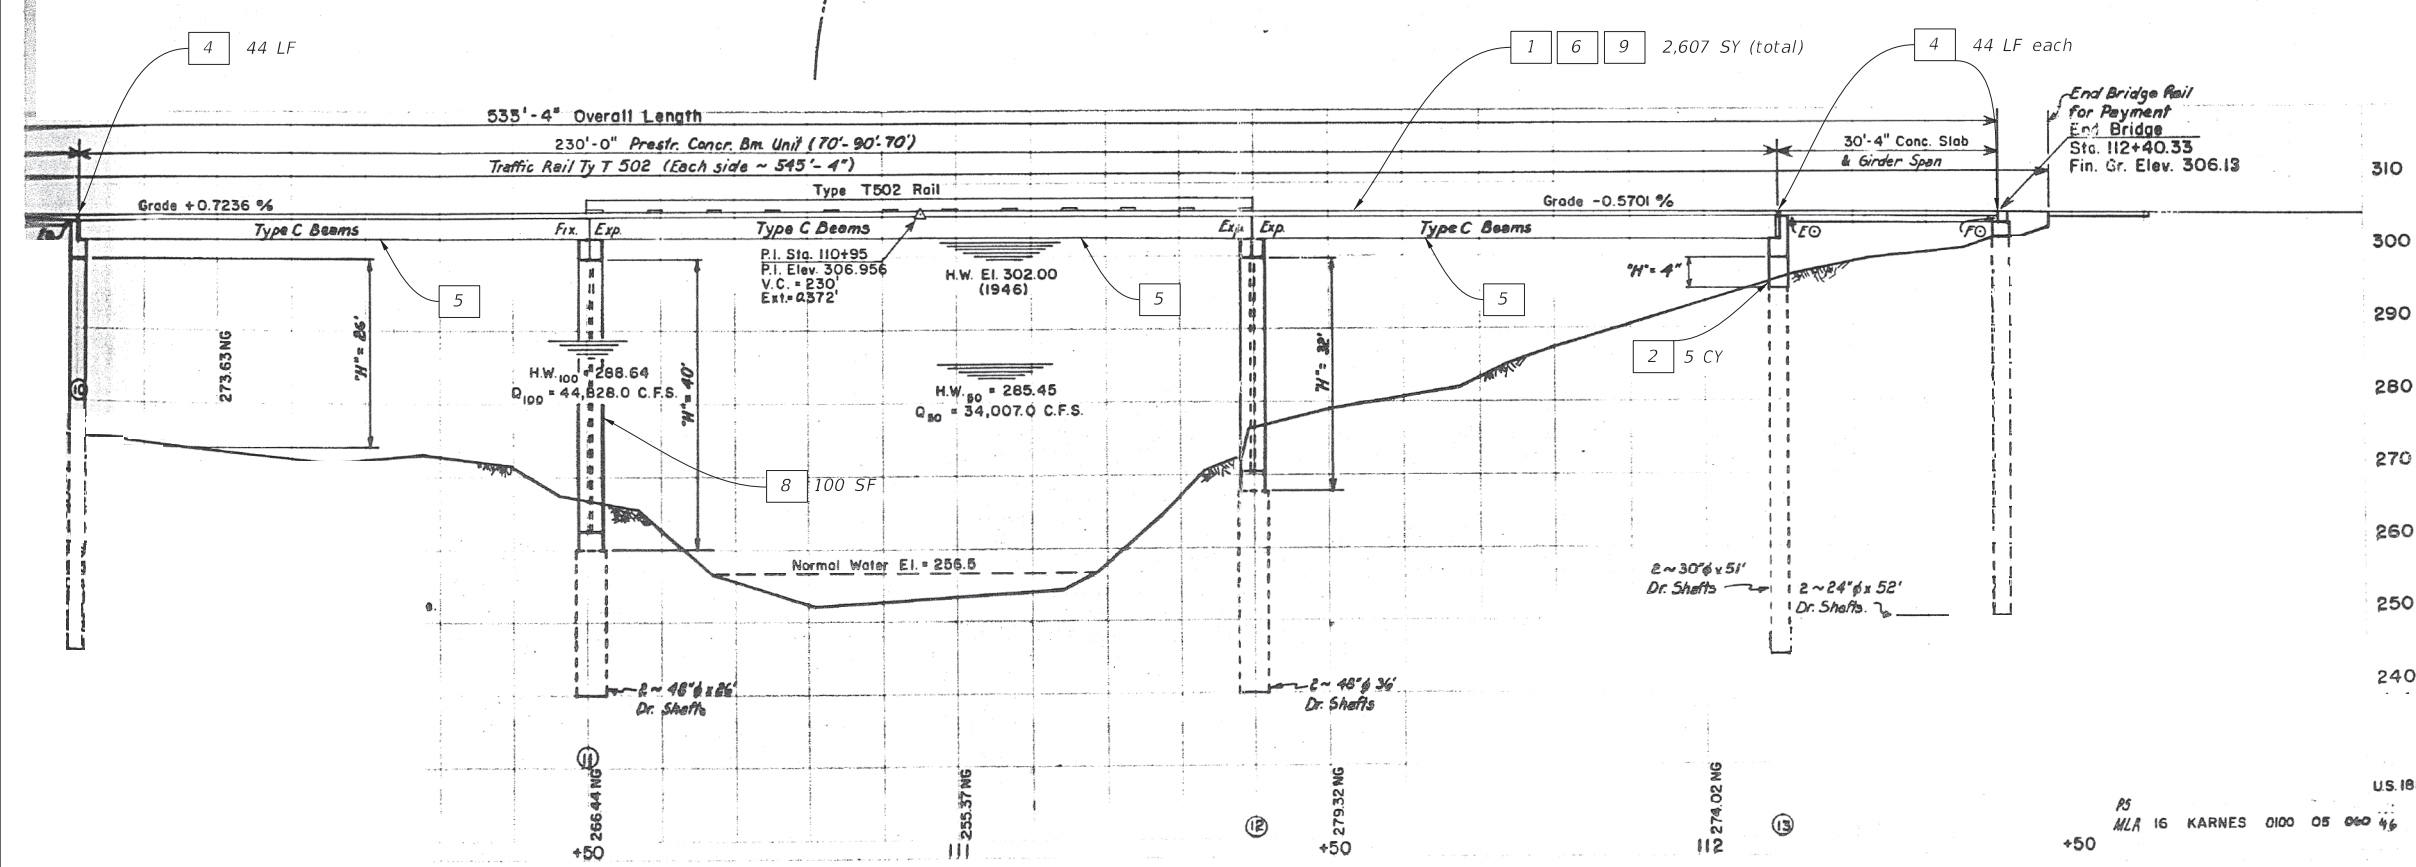 4 44 LF
1 6 9 2,607 SY (total)
4 44 LF each
535'-4" Overall Length
230'-0" Prestr. Concr. Bm. Unit (70'-90'-70')
Traffic Rail Ty T 502 (Each side ~ 545'-4")
30'-4" Conc. Slab
& Girder Span
End Bridge Rail
for Payment
End Bridge
Sta. 112+40.33
Fin. Gr. Elev. 306.13
Type T502 Rail
Grade +0.7236 %
Grade -0.5701 %
Type C Beams
Fix. Exp.
Type C Beams
Exp.
Type C Beams
E
F
P.I. Sta. 110+95
P.I. Elev. 306.956
V.C. = 230'
Ext.= 0.372'
H.W. El. 302.00
(1946)
5
5
5
"H"= 4"
2 5 CY
"H"= 26'
"H"= 40'
"H"= 32'
273.63 NG
10
H.W.100 = 288.64
Q100 = 44,828.0 C.F.S.
H.W.50 = 285.45
Q50 = 34,007.0 C.F.S.
8 100 SF
Normal Water El. = 256.5
2~30"ϕ x 51'
Dr. Shafts
2~24"ϕ x 52'
Dr. Shafts.
2~48"ϕ x 26'
Dr. Shafts
2~48"ϕ 36'
Dr. Shafts
310
300
290
280
270
260
250
240
11
12
13
266.44 NG
255.37 NG
279.32 NG
274.02 NG
+50
111
+50
112
+50
U.S. 18
PS
MLA 16 KARNES 0100 05 060 46